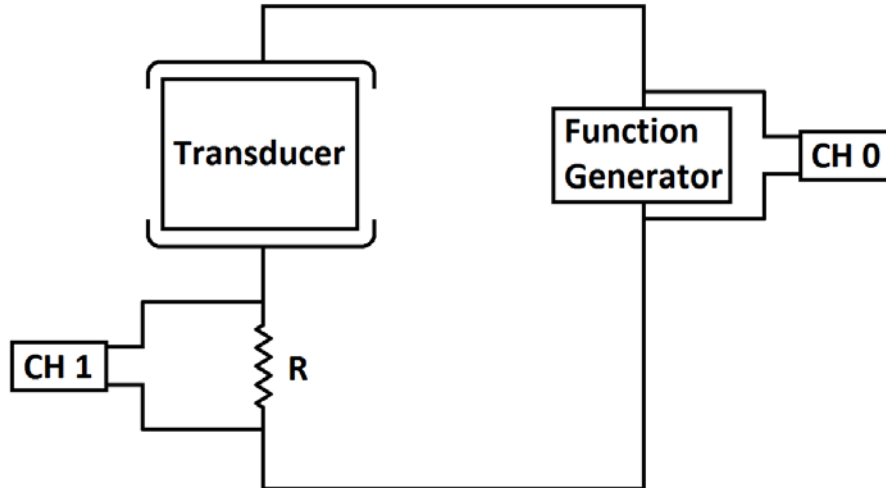 Transducer
Function
Generator
CH 0
CH 1
R